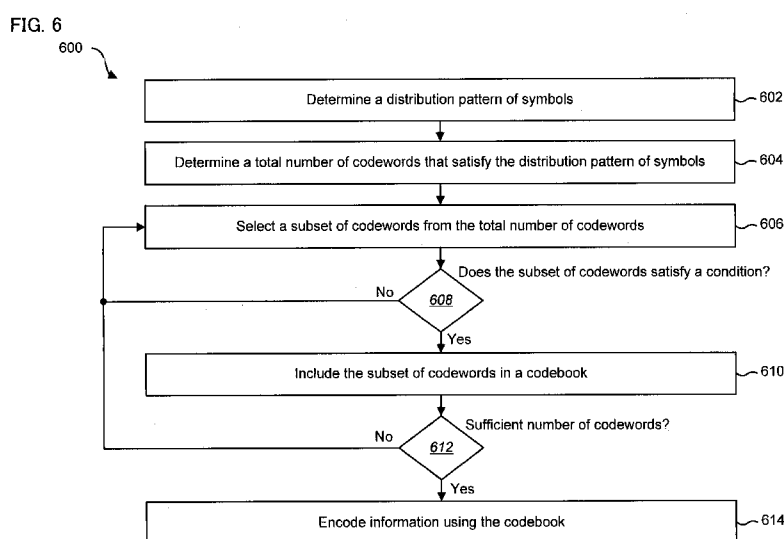 FIG. 6
600
Determine a distribution pattern of symbols
602
Determine a total number of codewords that satisfy the distribution pattern of symbols
604
Select a subset of codewords from the total number of codewords
606
Does the subset of codewords satisfy a condition?
No
608
Yes
Include the subset of codewords in a codebook
610
Sufficient number of codewords?
No
612
Yes
Encode information using the codebook
614